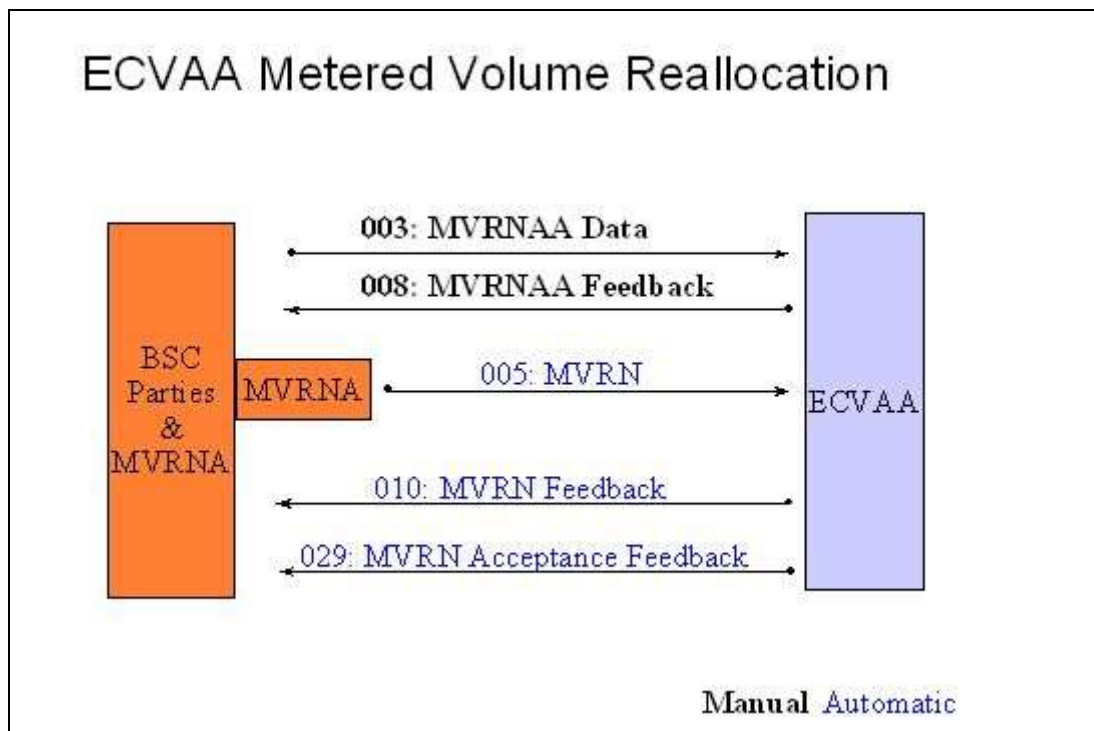 ECVAA Metered Volume Reallocation
003: MVRNAA Data
008: MVRNAA Feedback
BSC
Parties
&
MVRNA
MVRNA
005: MVRN
ECVAA
010: MVRN Feedback
029: MVRN Acceptance Feedback
Manual Automatic